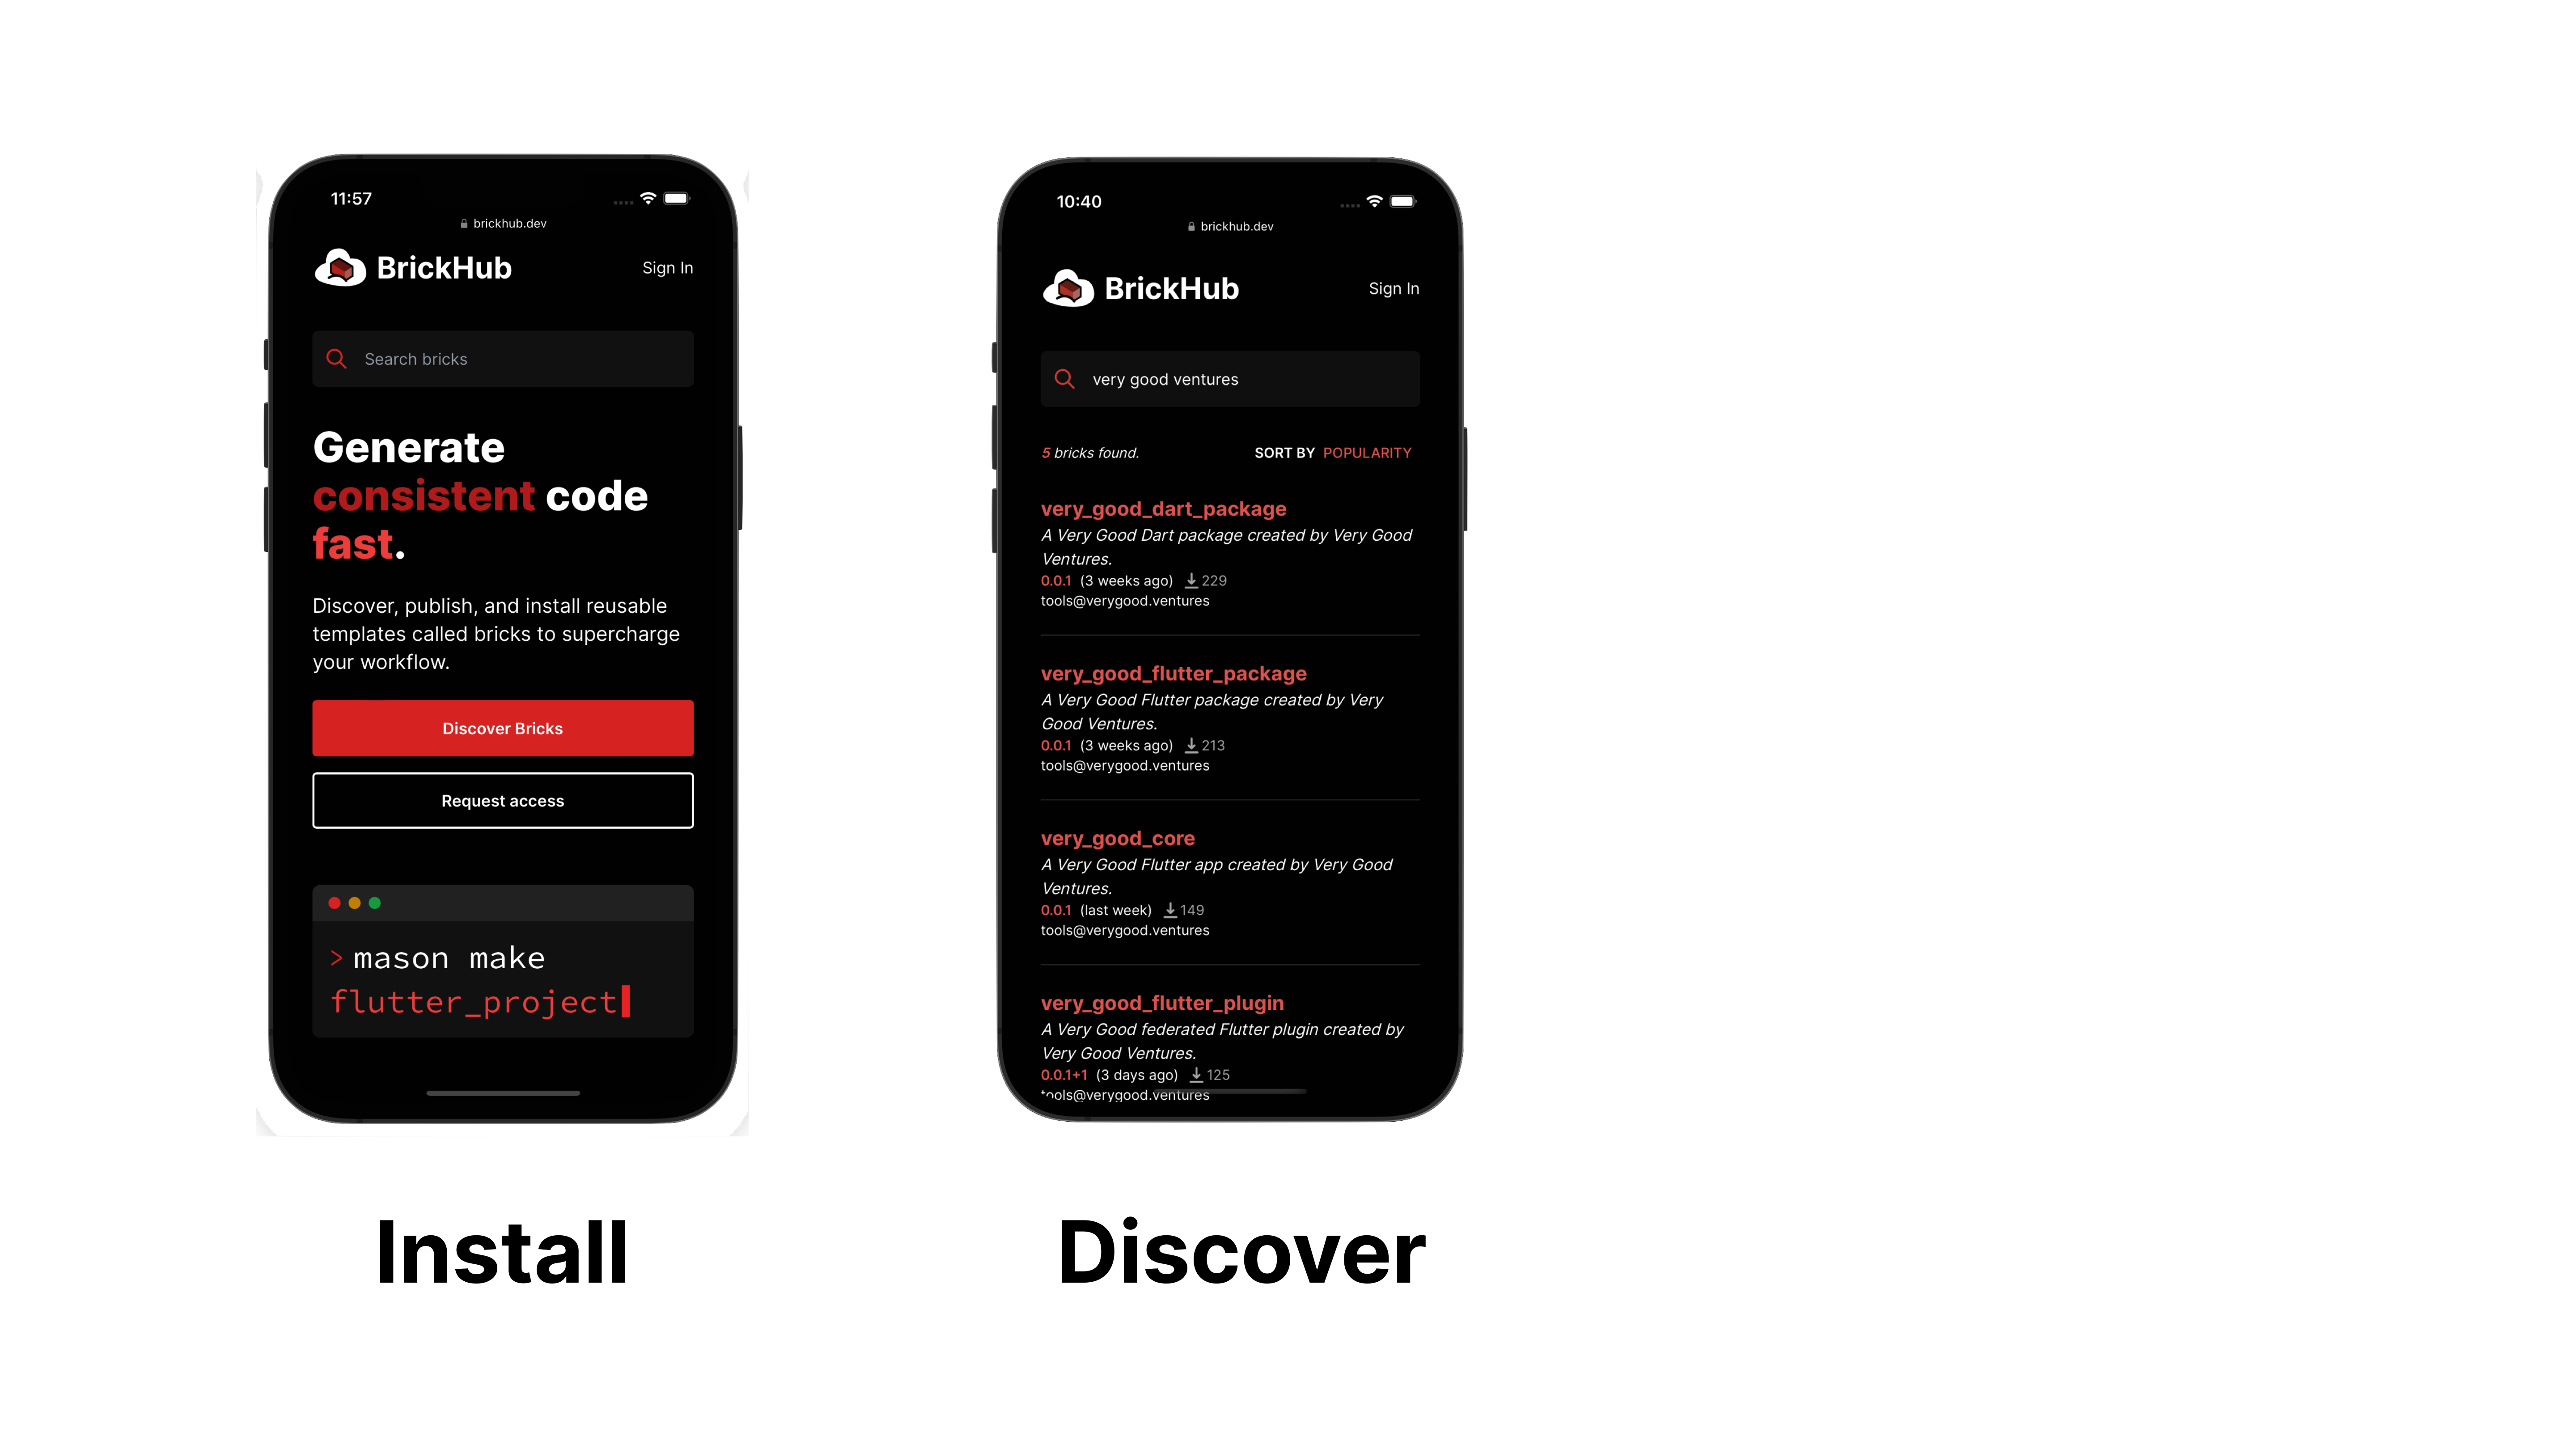 11:57
brickhub.dev
BrickHub
Sign In
Search bricks
Generate
consistent code
fast.
Discover, publish, and install reusable
templates called bricks to supercharge
your workflow.
Discover Bricks
Request access
> mason make
flutter_project
Install
10:40
brickhub.dev
BrickHub
Sign In
very good ventures
5 bricks found.
SORT BY POPULARITY
very_good_dart_package
A Very Good Dart package created by Very Good
Ventures.
0.0.1 (3 weeks ago) 229
tools@verygood.ventures
very_good_flutter_package
A Very Good Flutter package created by Very
Good Ventures.
0.0.1 (3 weeks ago) 213
tools@verygood.ventures
very_good_core
A Very Good Flutter app created by Very Good
Ventures.
0.0.1 (last week) 149
tools@verygood.ventures
very_good_flutter_plugin
A Very Good federated Flutter plugin created by
Very Good Ventures.
0.0.1+1 (3 days ago) 125
tools@verygood.ventures
Discover